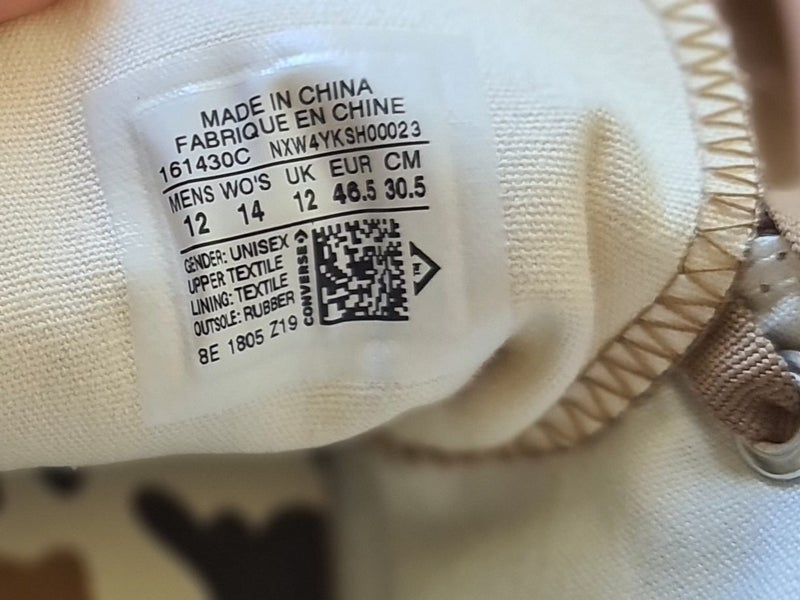 MADE IN CHINA
FABRIQUE EN CHINE
161430C NXW4YKSH00023
MENS WO'S UK EUR CM
12 14 12 46.5 30.5
GENDER: UNISEX
UPPER TEXTILE
LINING: TEXTILE
OUTSOLE: RUBBER
8E 1805 Z19
CONVERSE